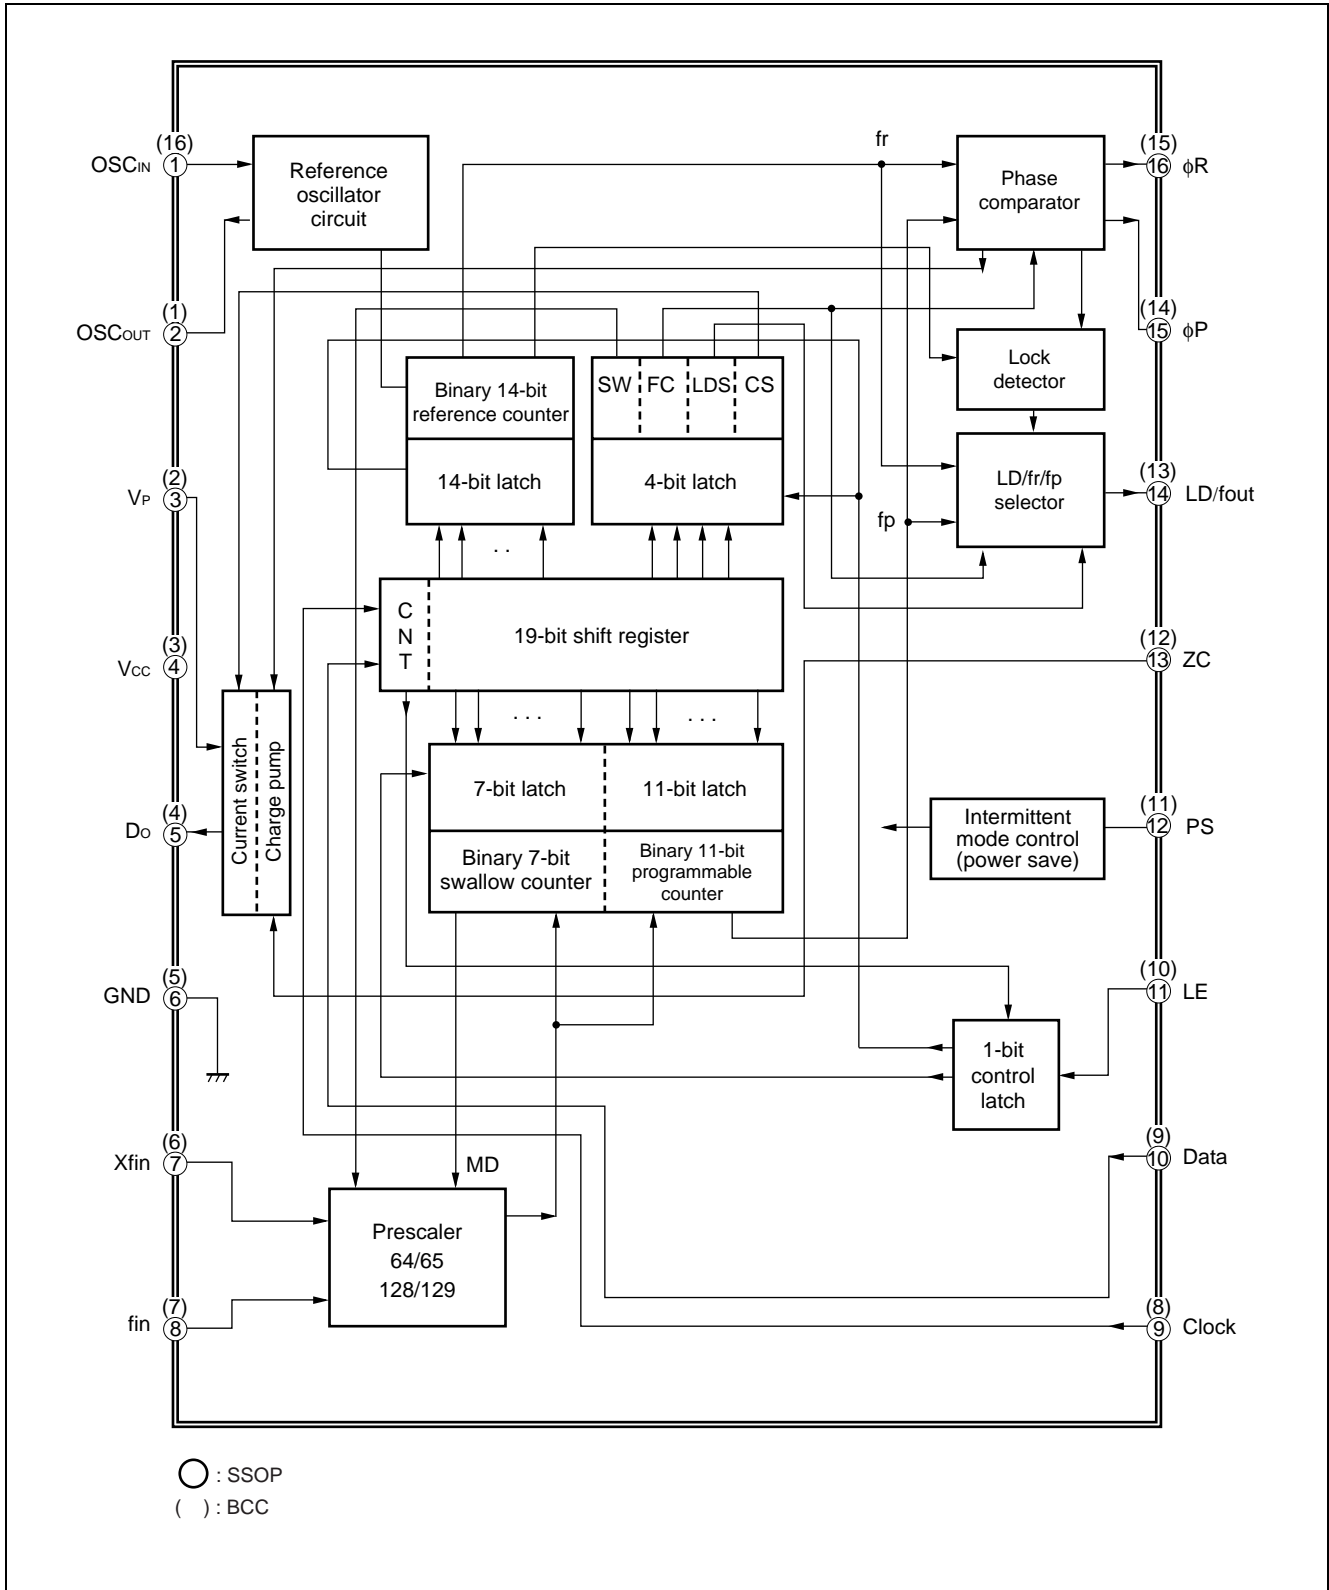 (16)
OSCIN 1
Reference
oscillator
circuit
fr
Phase
comparator
(15)
16 φR
(1)
OSCOUT 2
(14)
15 φP
Lock
detector
Binary 14-bit
reference counter
SW FC LDS CS
14-bit latch
4-bit latch
LD/fr/fp
selector
(13)
14 LD/fout
(2)
VP 3
fp
. .
C
N
T
19-bit shift register
(3)
VCC 4
(12)
13 ZC
. . .
. . .
Current switch
Charge pump
7-bit latch
11-bit latch
(4)
DO 5
Binary 7-bit
swallow counter
Binary 11-bit
programmable
counter
Intermittent
mode control
(power save)
(11)
12 PS
(5)
GND 6
(10)
11 LE
1-bit
control
latch
(6)
Xfin 7
MD
(9)
10 Data
Prescaler
64/65
128/129
(7)
fin 8
(8)
9 Clock
: SSOP
( ) : BCC